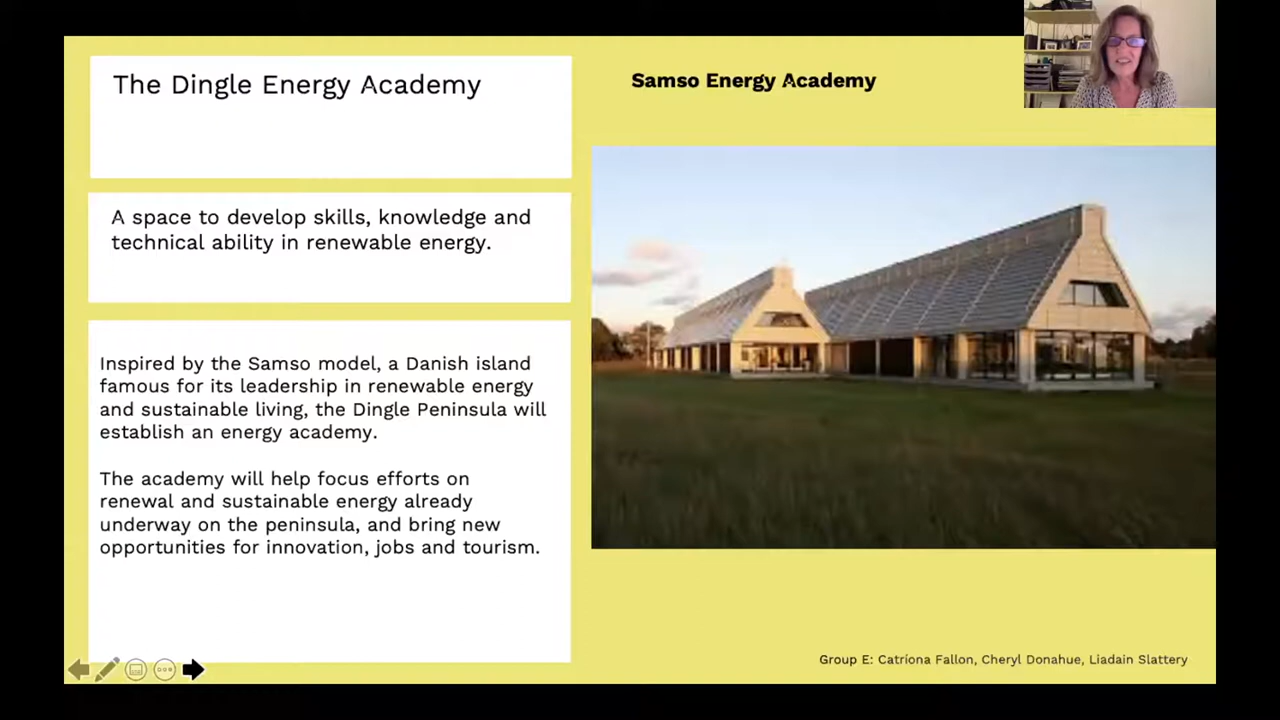 The Dingle Energy Academy
Samso Energy Academy
A space to develop skills, knowledge and
technical ability in renewable energy.
Inspired by the Samso model, a Danish island
famous for its leadership in renewable energy
and sustainable living, the Dingle Peninsula will
establish an energy academy.
The academy will help focus efforts on
renewal and sustainable energy already
underway on the peninsula, and bring new
opportunities for innovation, jobs and tourism.
Group E: Catríona Fallon, Cheryl Donahue, Liadain Slattery